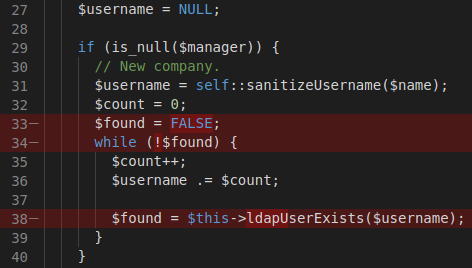 27 $username = NULL;
28
29 if (is_null($manager)) {
30 // New company.
31 $username = self::sanitizeUsername($name);
32 $count = 0;
33— $found = FALSE;
34— while (!$found) {
35 $count++;
36 $username .= $count;
37
38— $found = $this->ldapUserExists($username);
39 }
40 }